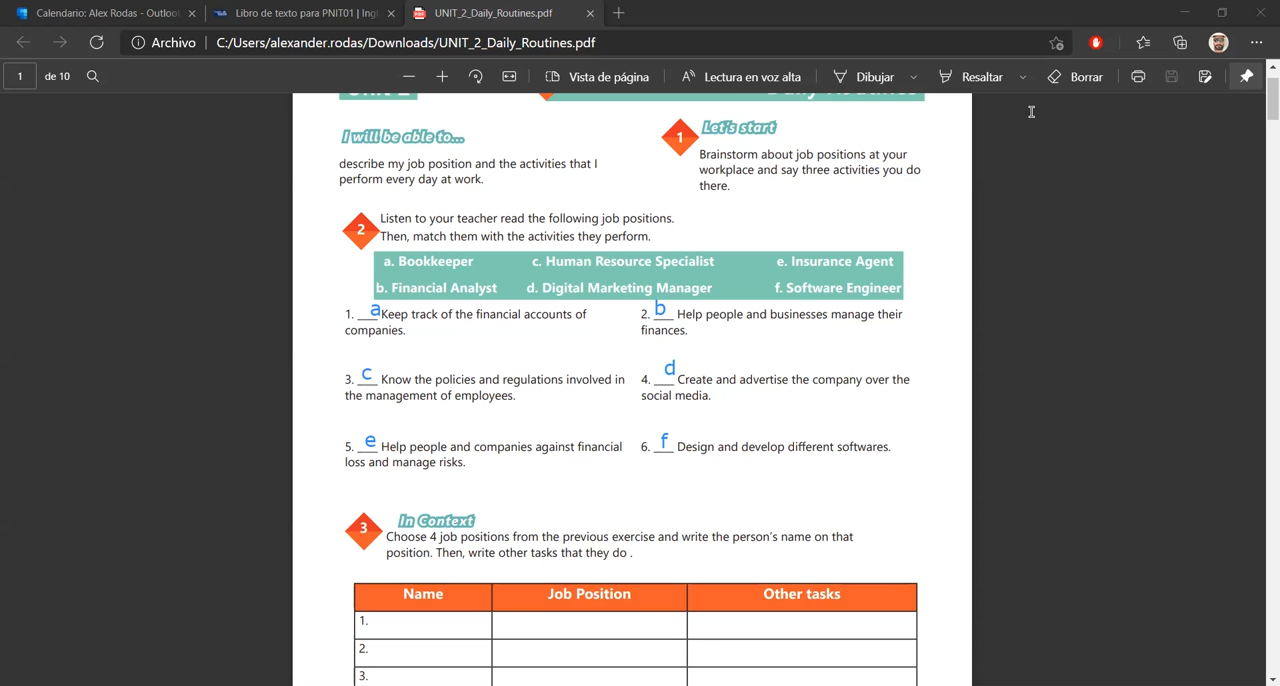 Calendario: Alex Rodas - Outlool
Libro de texto para PNIT01 | Ing
UNIT_2_Daily_Routines.pdf
Archivo | C:/Users/alexander.rodas/Downloads/UNIT_2_Daily_Routines.pdf
1 de 10
Vista de página
Lectura en voz alta
Dibujar
Resaltar
Borrar
Daily Routines
I will be able to...
describe my job position and the activities that I
perform every day at work.
1 Let's start
Brainstorm about job positions at your
workplace and say three activities you do
there.
2 Listen to your teacher read the following job positions.
Then, match them with the activities they perform.
a. Bookkeeper c. Human Resource Specialist e. Insurance Agent
b. Financial Analyst d. Digital Marketing Manager f. Software Engineer
1. ___a Keep track of the financial accounts of
companies.
2. b Help people and businesses manage their
finances.
3. c Know the policies and regulations involved in
the management of employees.
4. d Create and advertise the company over the
social media.
5. e Help people and companies against financial
loss and manage risks.
6. f Design and develop different softwares.
3 In Context
Choose 4 job positions from the previous exercise and write the person's name on that
position. Then, write other tasks that they do .
Name Job Position Other tasks
1.
2.
3.